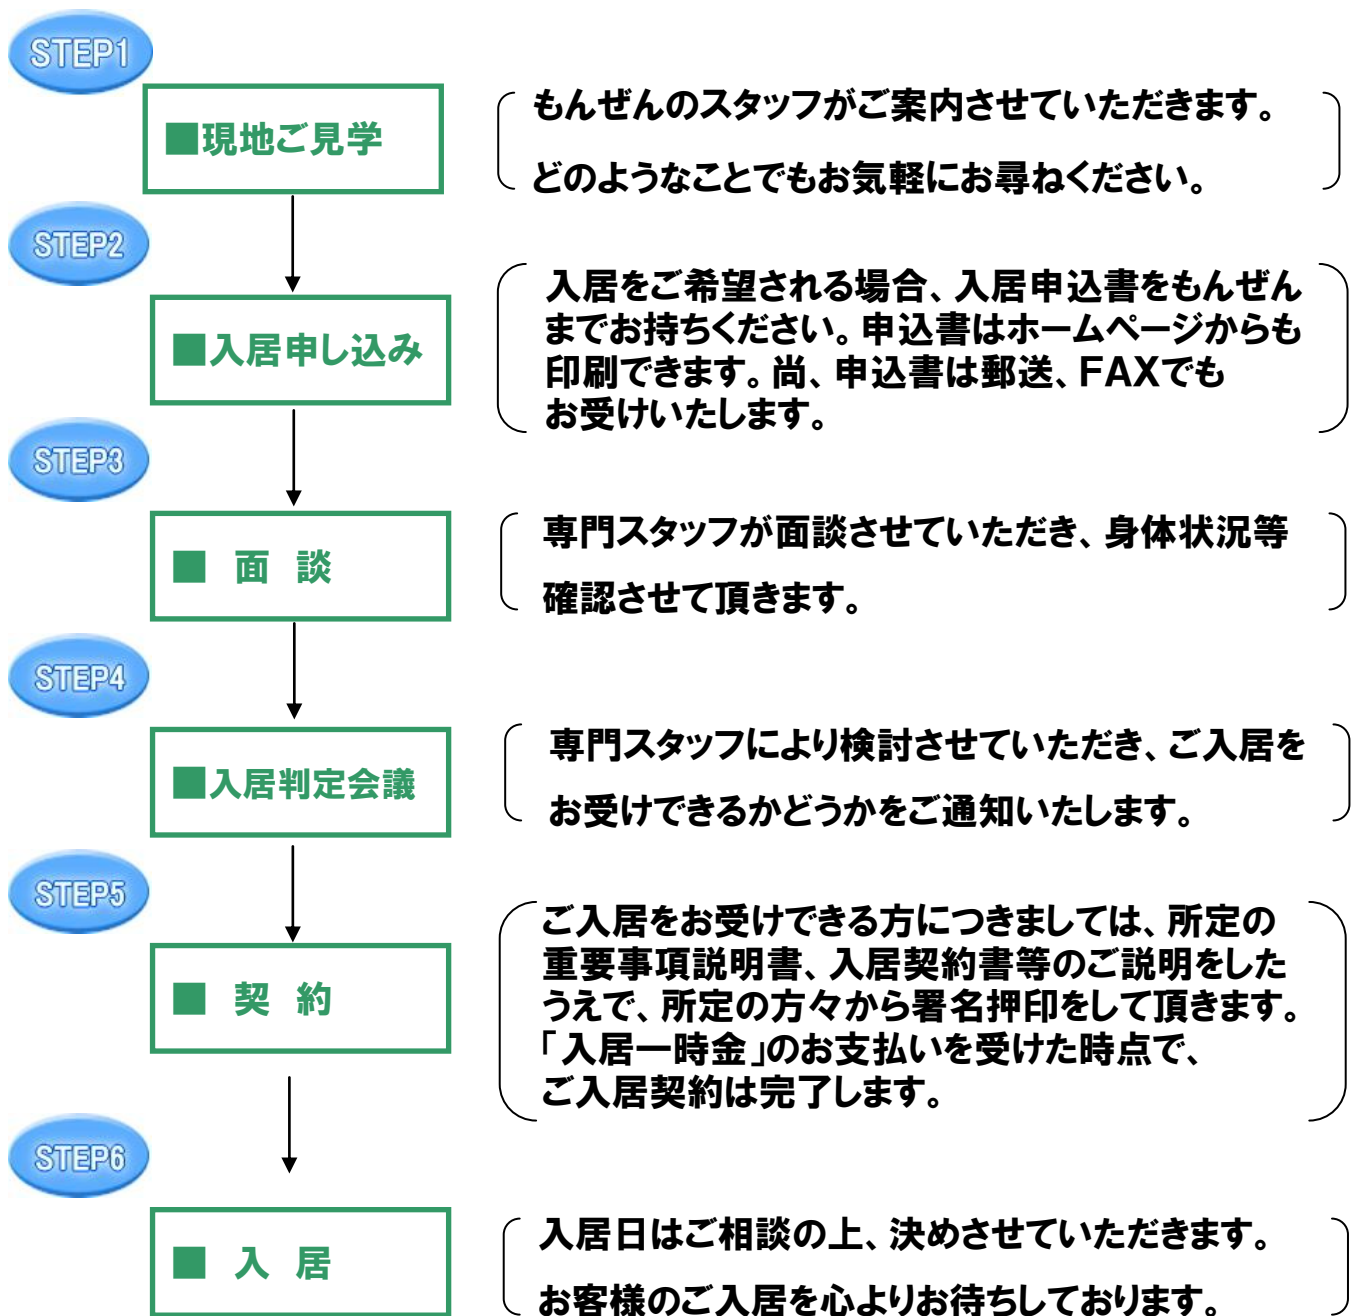 STEP1
■現地ご見学
もんぜんのスタッフがご案内させていただきます。
どのようなことでもお気軽にお尋ねください。
STEP2
■入居申し込み
入居をご希望される場合、入居申込書をもんぜん
までお持ちください。申込書はホームページからも
印刷できます。尚、申込書は郵送、FAXでも
お受けいたします。
STEP3
■ 面 談
専門スタッフが面談させていただき、身体状況等
確認させて頂きます。
STEP4
■入居判定会議
専門スタッフにより検討させていただき、ご入居を
お受けできるかどうかをご通知いたします。
STEP5
■ 契 約
ご入居をお受けできる方につきましては、所定の
重要事項説明書、入居契約書等のご説明をした
うえで、所定の方々から署名押印をして頂きます。
「入居一時金」のお支払いを受けた時点で、
ご入居契約は完了します。
STEP6
■ 入 居
入居日はご相談の上、決めさせていただきます。
お客様のご入居を心よりお待ちしております。